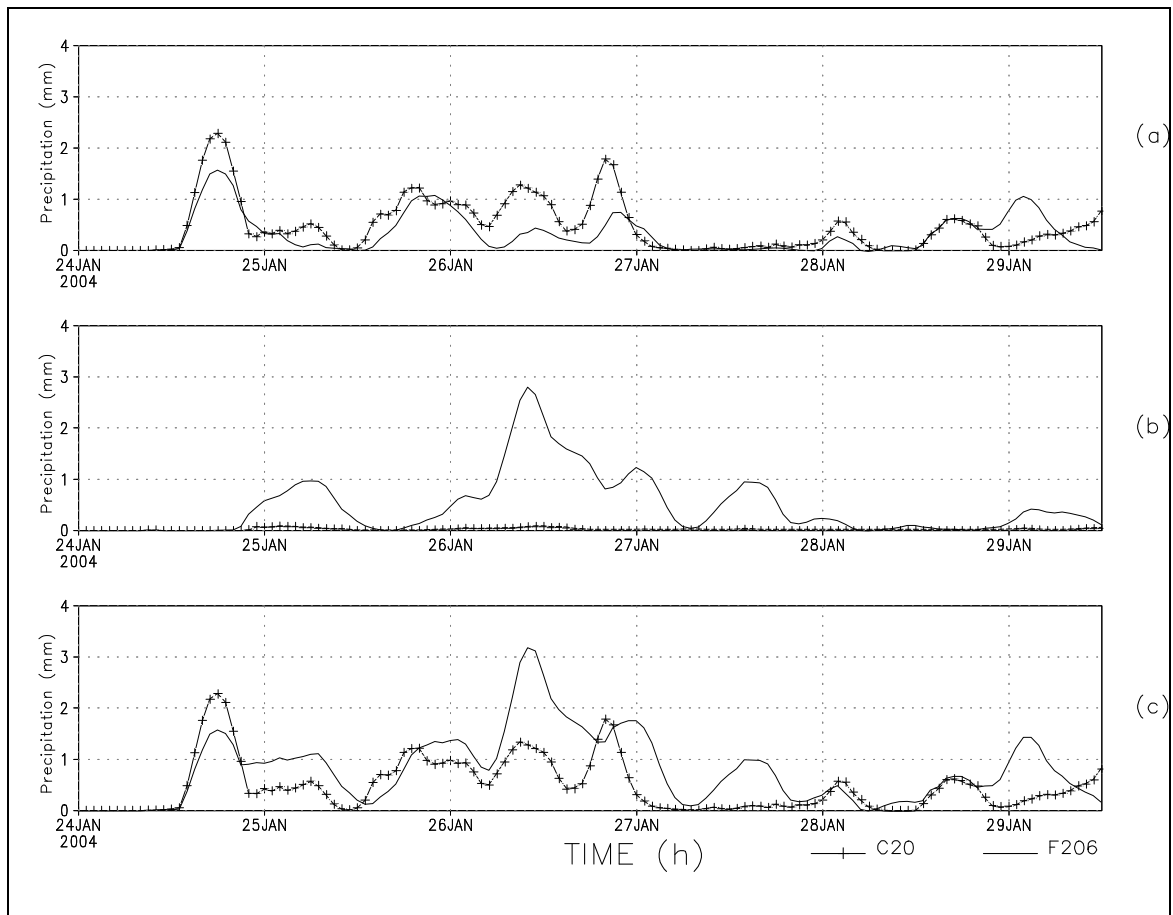 4
3
2
1
0
Precipitation (mm)
24JAN 25JAN 26JAN 27JAN 28JAN 29JAN
2004
(a)
4
3
2
1
0
Precipitation (mm)
24JAN 25JAN 26JAN 27JAN 28JAN 29JAN
2004
(b)
4
3
2
1
0
Precipitation (mm)
24JAN 25JAN 26JAN 27JAN 28JAN 29JAN
2004
(c)
TIME (h)
C20 F206